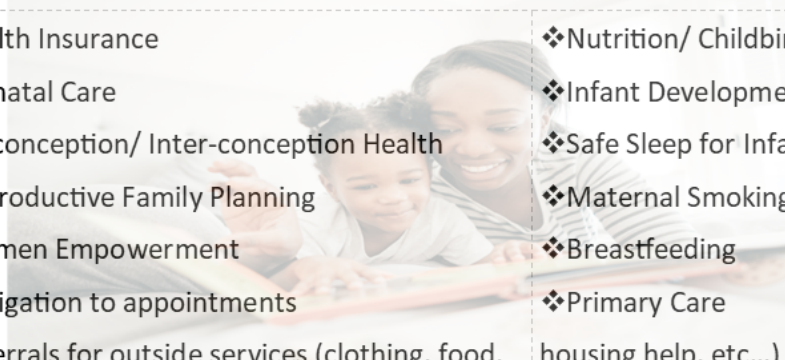 lth Insurance
natal Care
conception/ Inter-conception Health
roductive Family Planning
men Empowerment
igation to appointments
errals for outside services (clothing, food,
❖Nutrition/ Childbi
❖Infant Developme
❖Safe Sleep for Infa
❖Maternal Smoking
❖Breastfeeding
❖Primary Care
housing help, etc...)